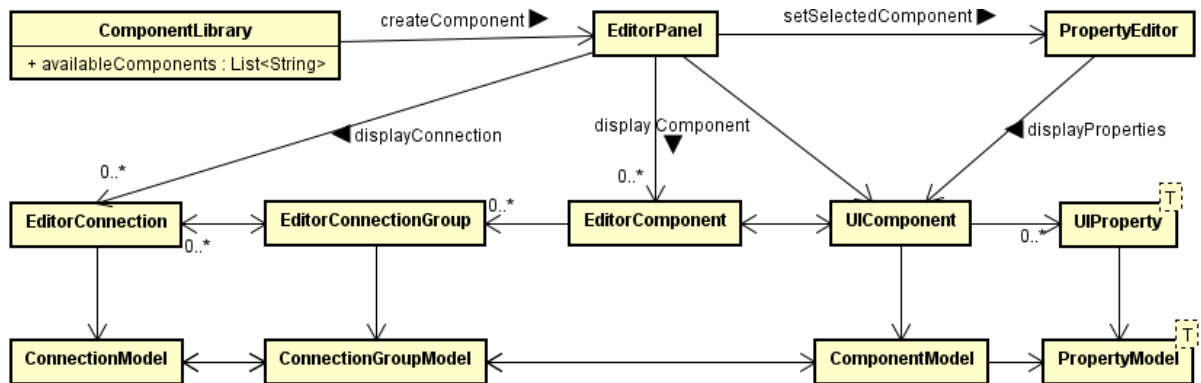 ComponentLibrary
+ availableComponents : List<String>
createComponent
EditorPanel
setSelectedComponent
PropertyEditor
displayConnection
display Component
displayProperties
0..*
0..*
EditorConnection
0..*
EditorConnectionGroup
0..*
EditorComponent
UIComponent
0..*
UIProperty
T
ConnectionModel
ConnectionGroupModel
ComponentModel
PropertyModel
T